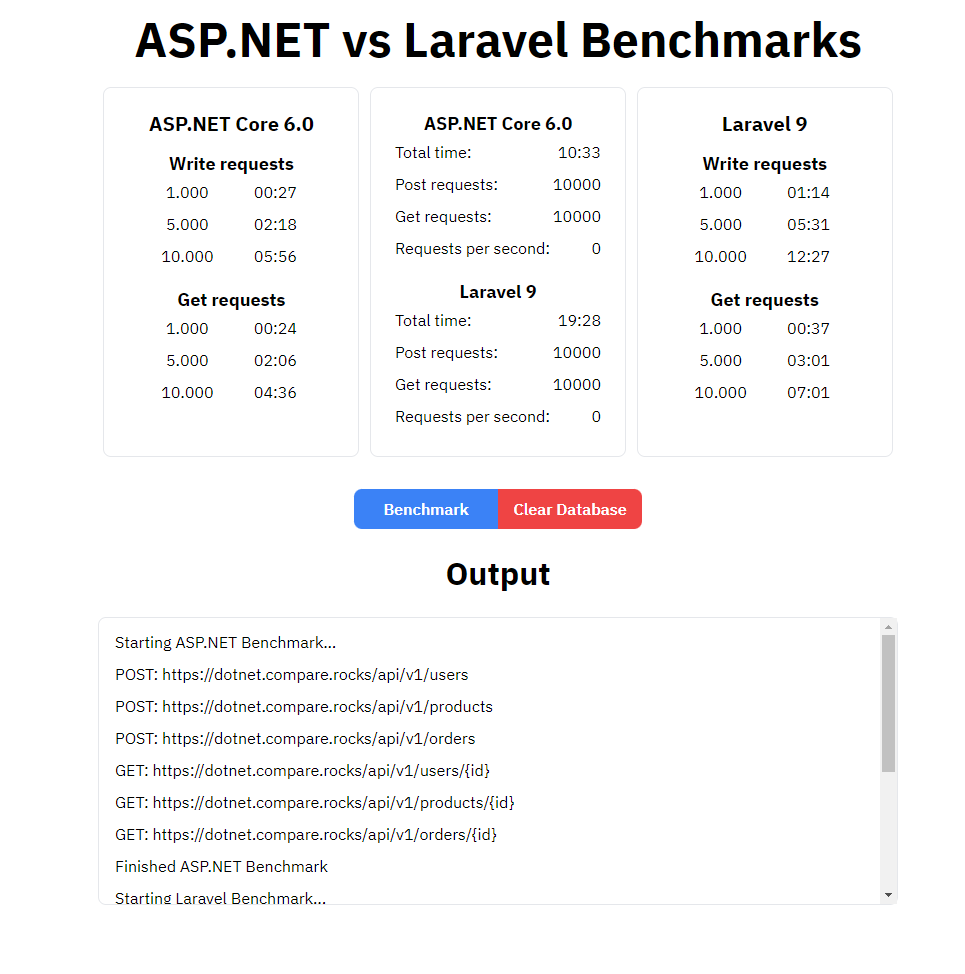 ASP.NET vs Laravel Benchmarks
ASP.NET Core 6.0
Write requests
1.000 00:27
5.000 02:18
10.000 05:56
Get requests
1.000 00:24
5.000 02:06
10.000 04:36
ASP.NET Core 6.0
Total time: 10:33
Post requests: 10000
Get requests: 10000
Requests per second: 0
Laravel 9
Total time: 19:28
Post requests: 10000
Get requests: 10000
Requests per second: 0
Laravel 9
Write requests
1.000 01:14
5.000 05:31
10.000 12:27
Get requests
1.000 00:37
5.000 03:01
10.000 07:01
Benchmark Clear Database
Output
Starting ASP.NET Benchmark...
POST: https://dotnet.compare.rocks/api/v1/users
POST: https://dotnet.compare.rocks/api/v1/products
POST: https://dotnet.compare.rocks/api/v1/orders
GET: https://dotnet.compare.rocks/api/v1/users/{id}
GET: https://dotnet.compare.rocks/api/v1/products/{id}
GET: https://dotnet.compare.rocks/api/v1/orders/{id}
Finished ASP.NET Benchmark
Starting Laravel Benchmark...